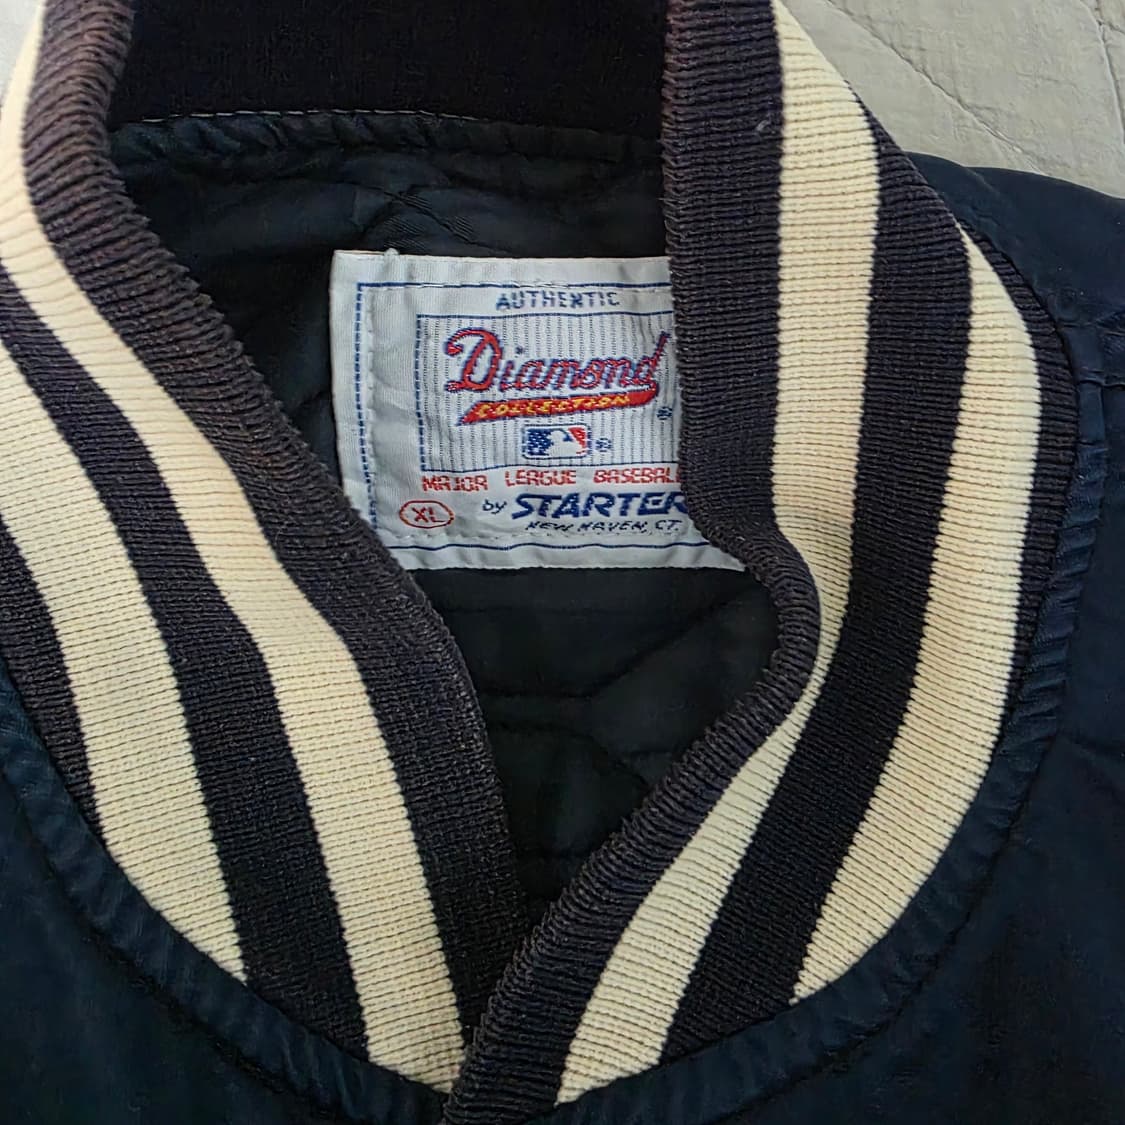 AUTHENTIC
Diamond
COLLECTION
®
®
MAJOR LEAGUE BASEBALL
XL
by STARTER
NEW HAVEN, CT.